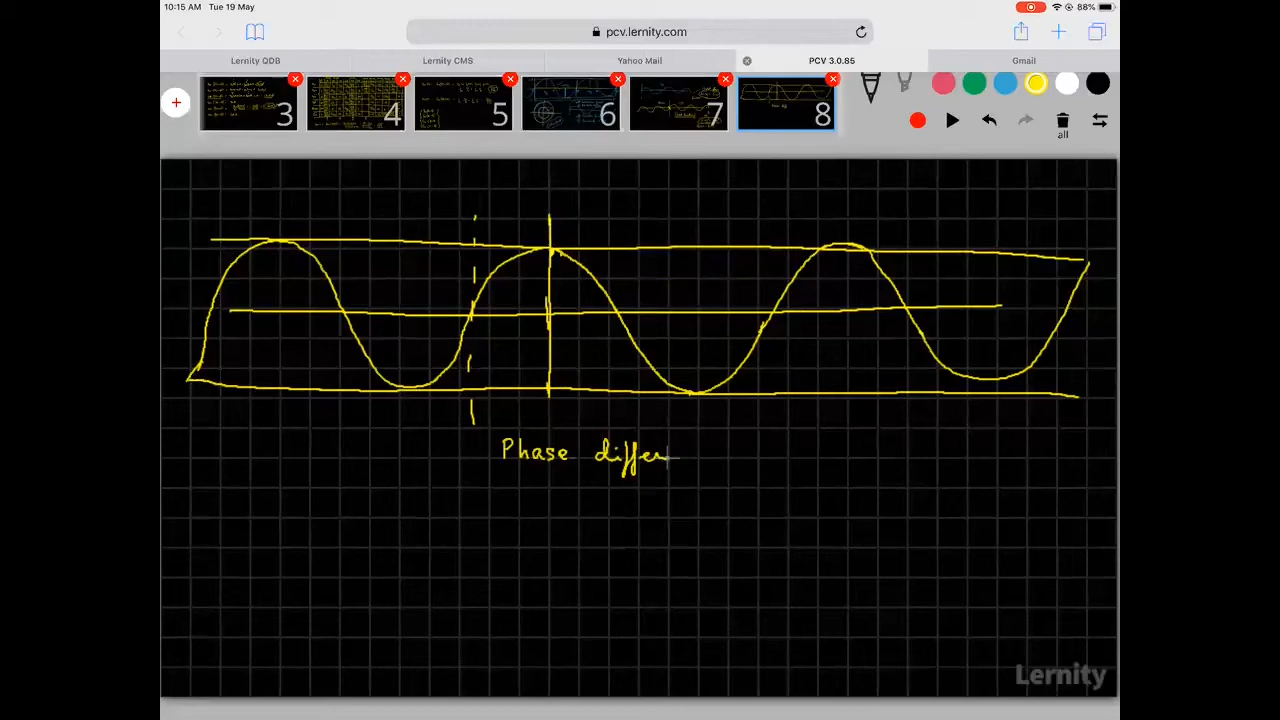 10:15 AM Tue 19 May
88%
pcv.lernity.com
Lernity QDB
Lernity CMS
Yahoo Mail
PCV 3.0.85
Gmail
3
4
5
6
7
8
all
Phase differ
Lernity